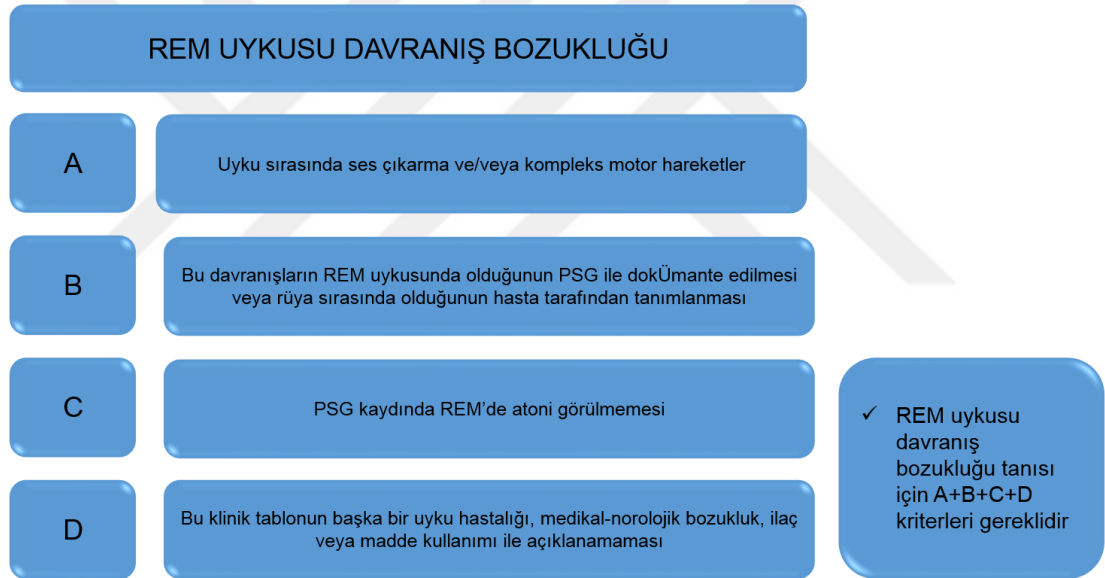 REM UYKUSU DAVRANIŞ BOZUKLUĞU
A
Uyku sırasında ses çıkarma ve/veya kompleks motor hareketler
B
Bu davranışların REM uykusunda olduğunun PSG ile dokÜmante edilmesi
veya rüya sırasında olduğunun hasta tarafından tanımlanması
C
PSG kaydında REM’de atoni görülmemesi
D
Bu klinik tablonun başka bir uyku hastalığı, medikal-norolojik bozukluk, ilaç
veya madde kullanımı ile açıklanamaması
✓ REM uykusu
davranış
bozukluğu tanısı
için A+B+C+D
kriterleri gereklidir